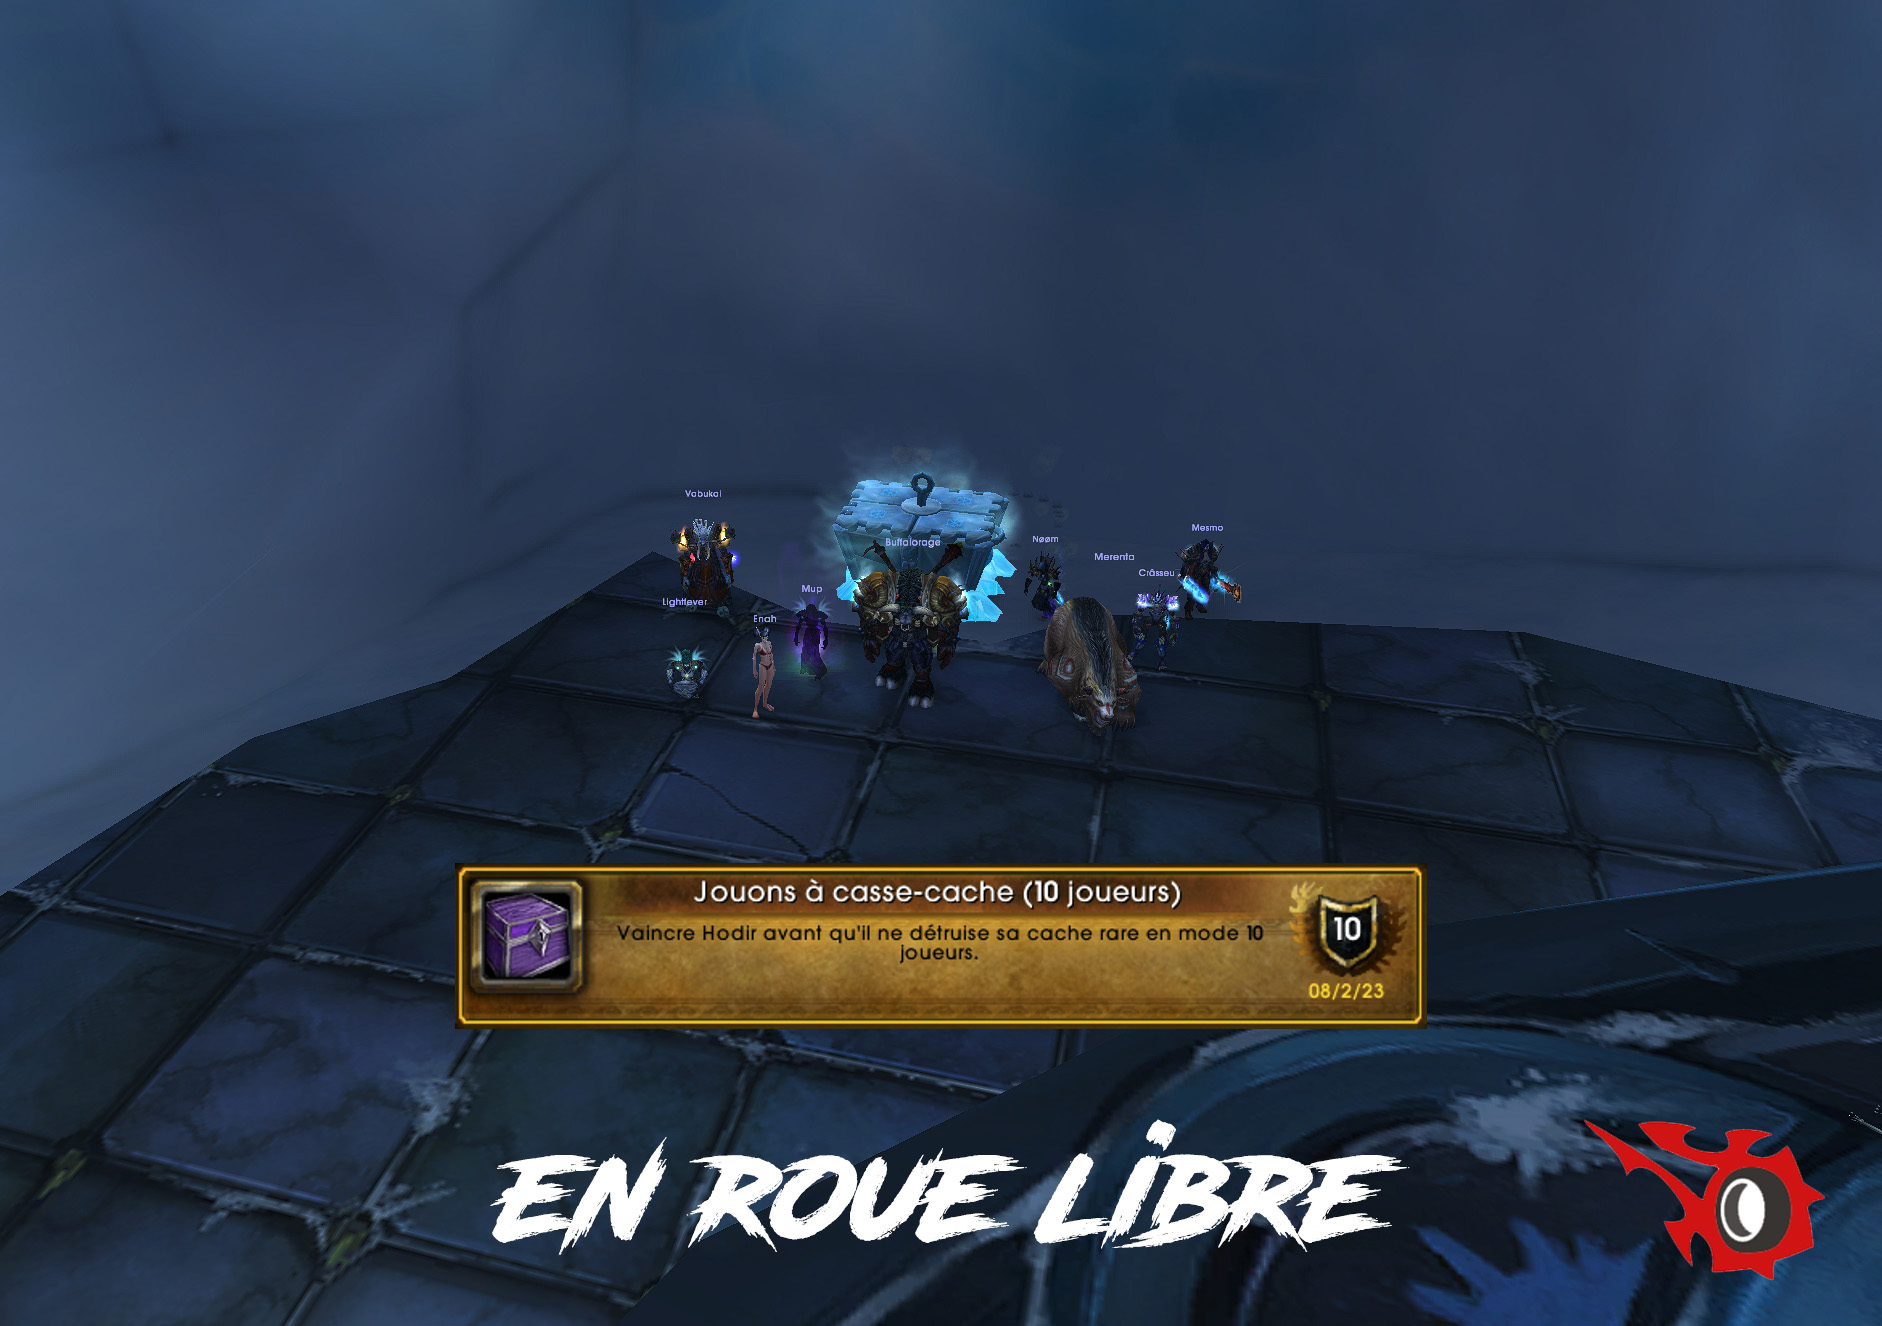 Vabukal
Mesmo
Nøøm
Buffalorage
Merenta
Crâsseu
Mup
Lightfever
Enah
Jouons à casse-cache (10 joueurs)
Vaincre Hodir avant qu'il ne détruise sa cache rare en mode 10
joueurs.
10
08/2/23
EN ROUE LIBRE